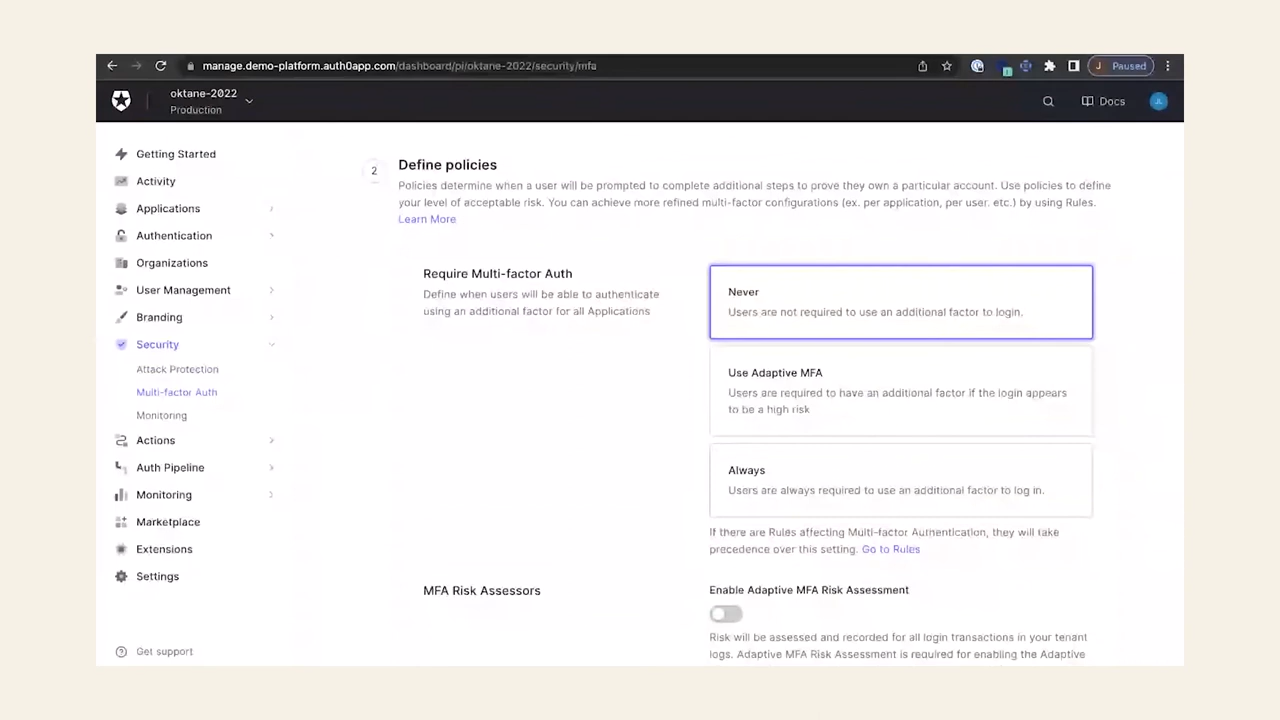 manage.demo-platform.auth0app.com/dashboard/pi/oktane-2022/security/mfa
J Paused
oktane-2022
Production
Docs
JL
Getting Started
Activity
Applications
Authentication
Organizations
User Management
Branding
Security
Attack Protection
Multi-factor Auth
Monitoring
Actions
Auth Pipeline
Monitoring
Marketplace
Extensions
Settings
Get support
2
Define policies
Policies determine when a user will be prompted to complete additional steps to prove they own a particular account. Use policies to define
your level of acceptable risk. You can achieve more refined multi-factor configurations (ex. per application, per user. etc.) by using Rules.
Learn More
Require Multi-factor Auth
Define when users will be able to authenticate
using an additional factor for all Applications
Never
Users are not required to use an additional factor to login.
Use Adaptive MFA
Users are required to have an additional factor if the login appears
to be a high risk
Always
Users are always required to use an additional factor to log in.
If there are Rules affecting Multi-factor Authentication, they will take
precedence over this setting. Go to Rules
MFA Risk Assessors
Enable Adaptive MFA Risk Assessment
Risk will be assessed and recorded for all login transactions in your tenant
logs. Adaptive MFA Risk Assessment is required for enabling the Adaptive